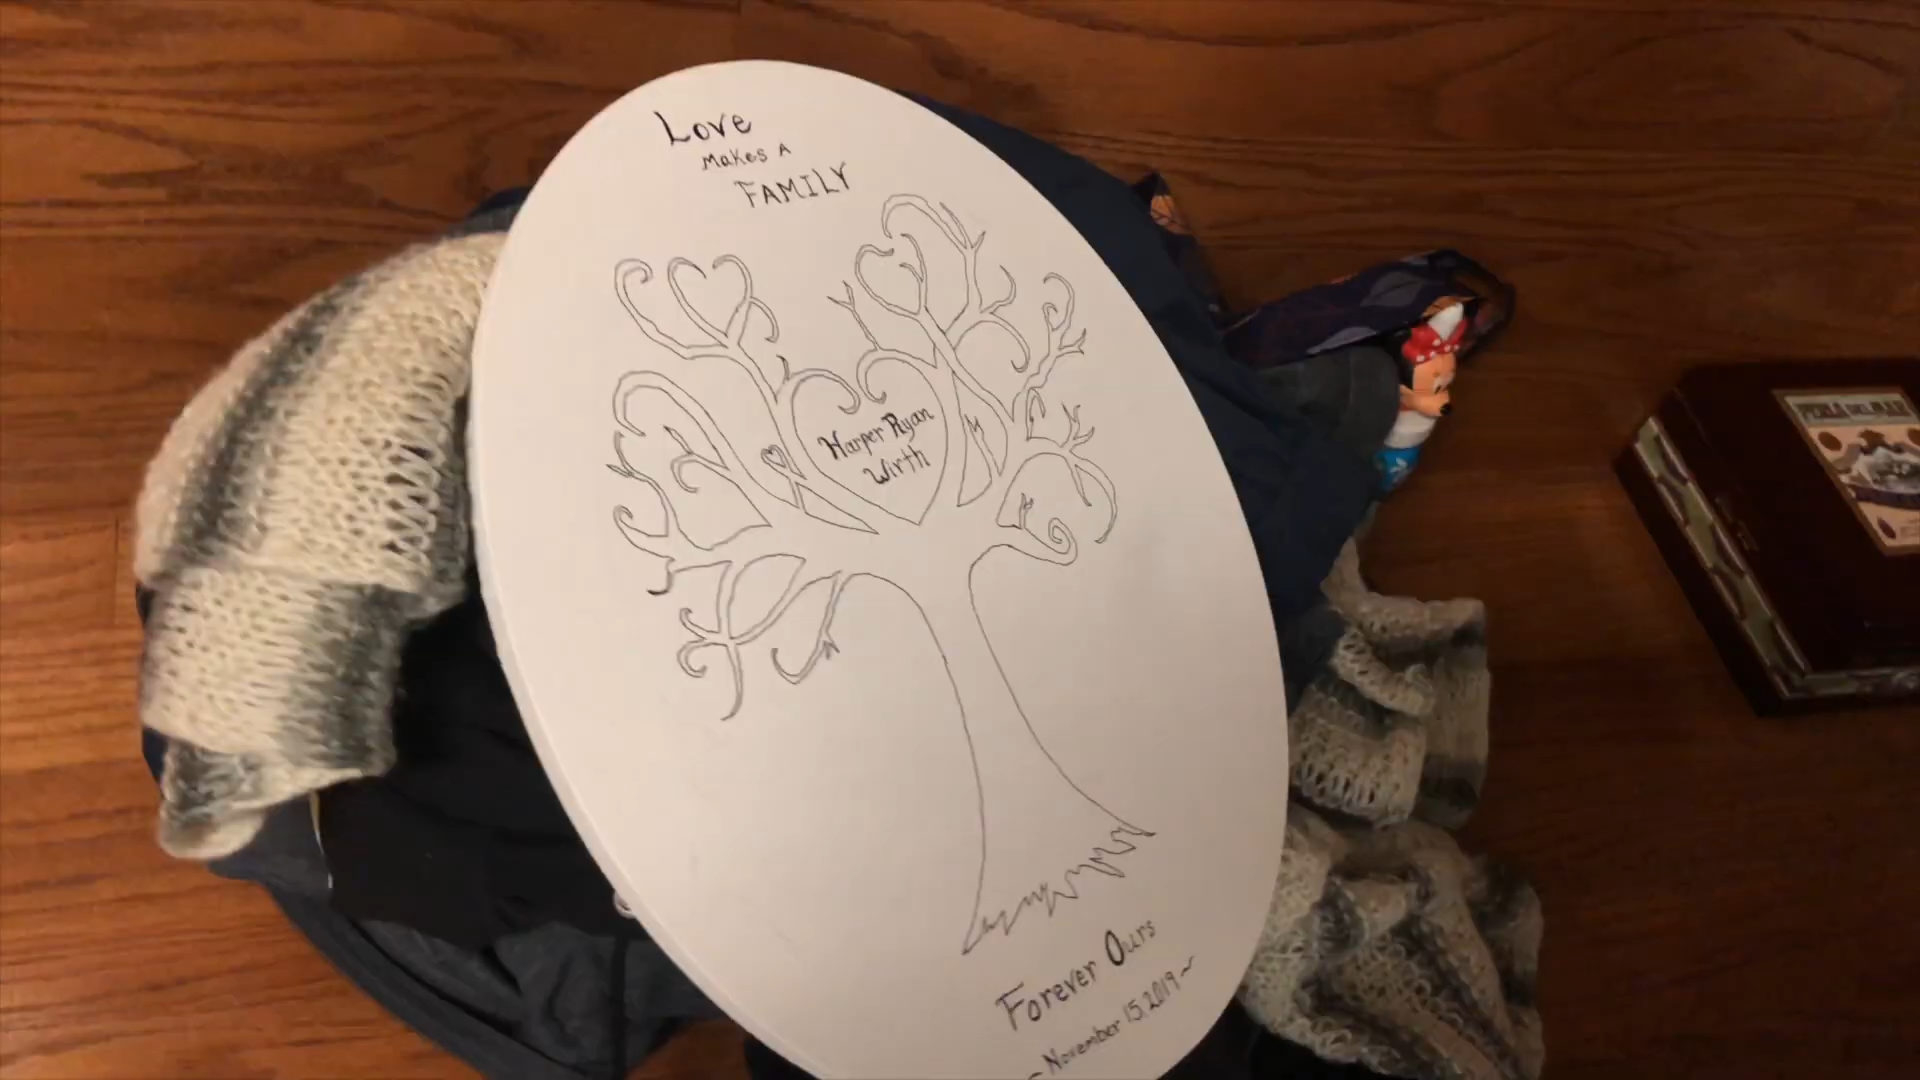 Love
Makes A
FAMILY
Harper Ryan
Wirth
Forever Ours
~ November 15, 2019 ~